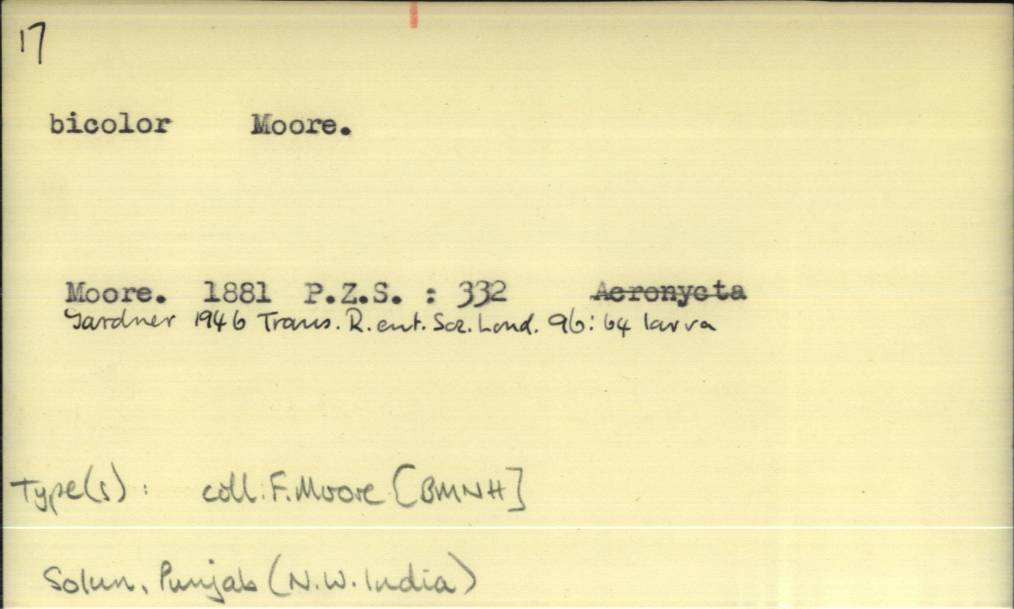 17
bicolor Moore.
Moore. 1881 P.Z.S. : 332 Acronycta
Gardner 1946 Trans. R. ent. Soc. Lond. 96: 64 larva
Type(s): coll. F. Moore [BMNH]
Solun, Punjab (N.W. India)